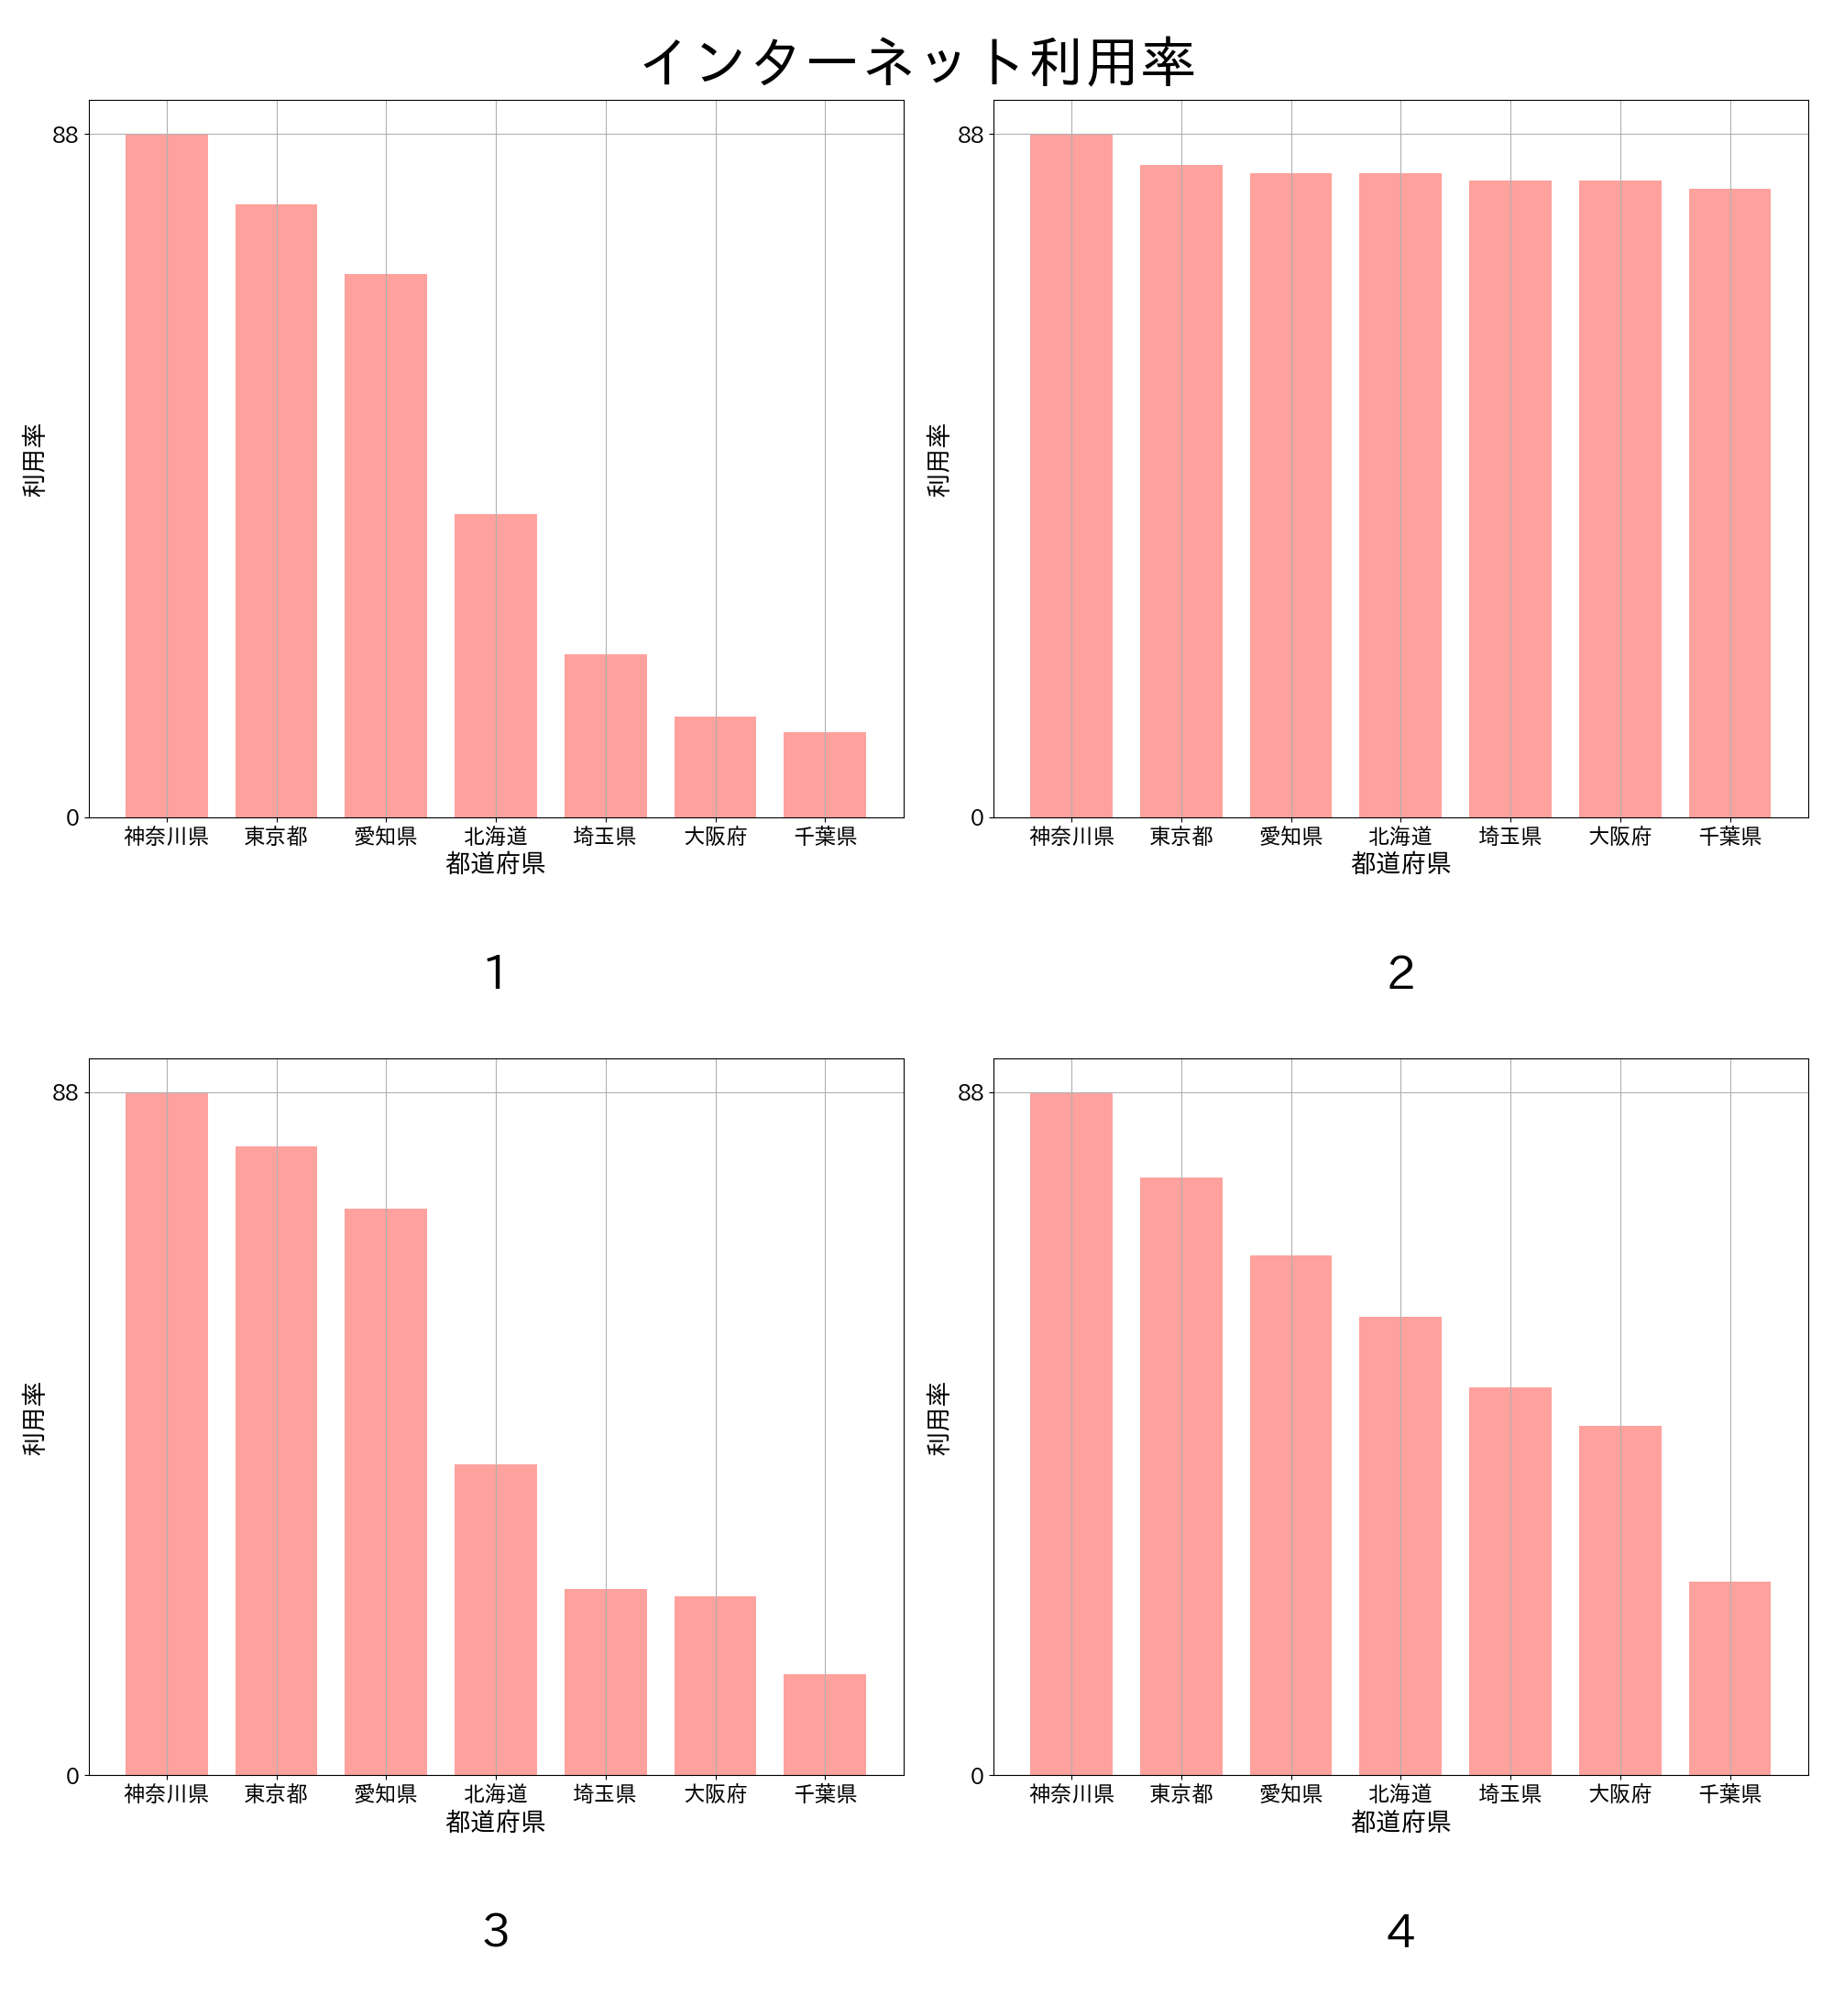 インターネット利用率
88
0
利用率
神奈川県 東京都 愛知県 北海道 埼玉県 大阪府 千葉県
都道府県
1
88
0
利用率
神奈川県 東京都 愛知県 北海道 埼玉県 大阪府 千葉県
都道府県
2
88
0
利用率
神奈川県 東京都 愛知県 北海道 埼玉県 大阪府 千葉県
都道府県
3
88
0
利用率
神奈川県 東京都 愛知県 北海道 埼玉県 大阪府 千葉県
都道府県
4